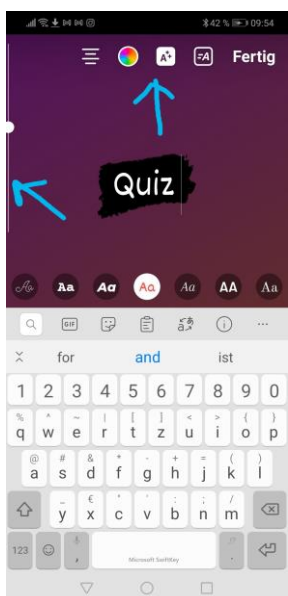 42 % 09:54
A+ A Fertig
Quiz
Aa Aa Aa Aa Aa AA Aa
GIF
for and ist
1 2 3 4 5 6 7 8 9 0
% ^ ~ | [ ] < > { }
q w e r t z u i o p
@ # & * - + = ( )
a s d f g h j k l
_ € " ' : ; /
y x c v b n m
123 , Microsoft SwiftKey .